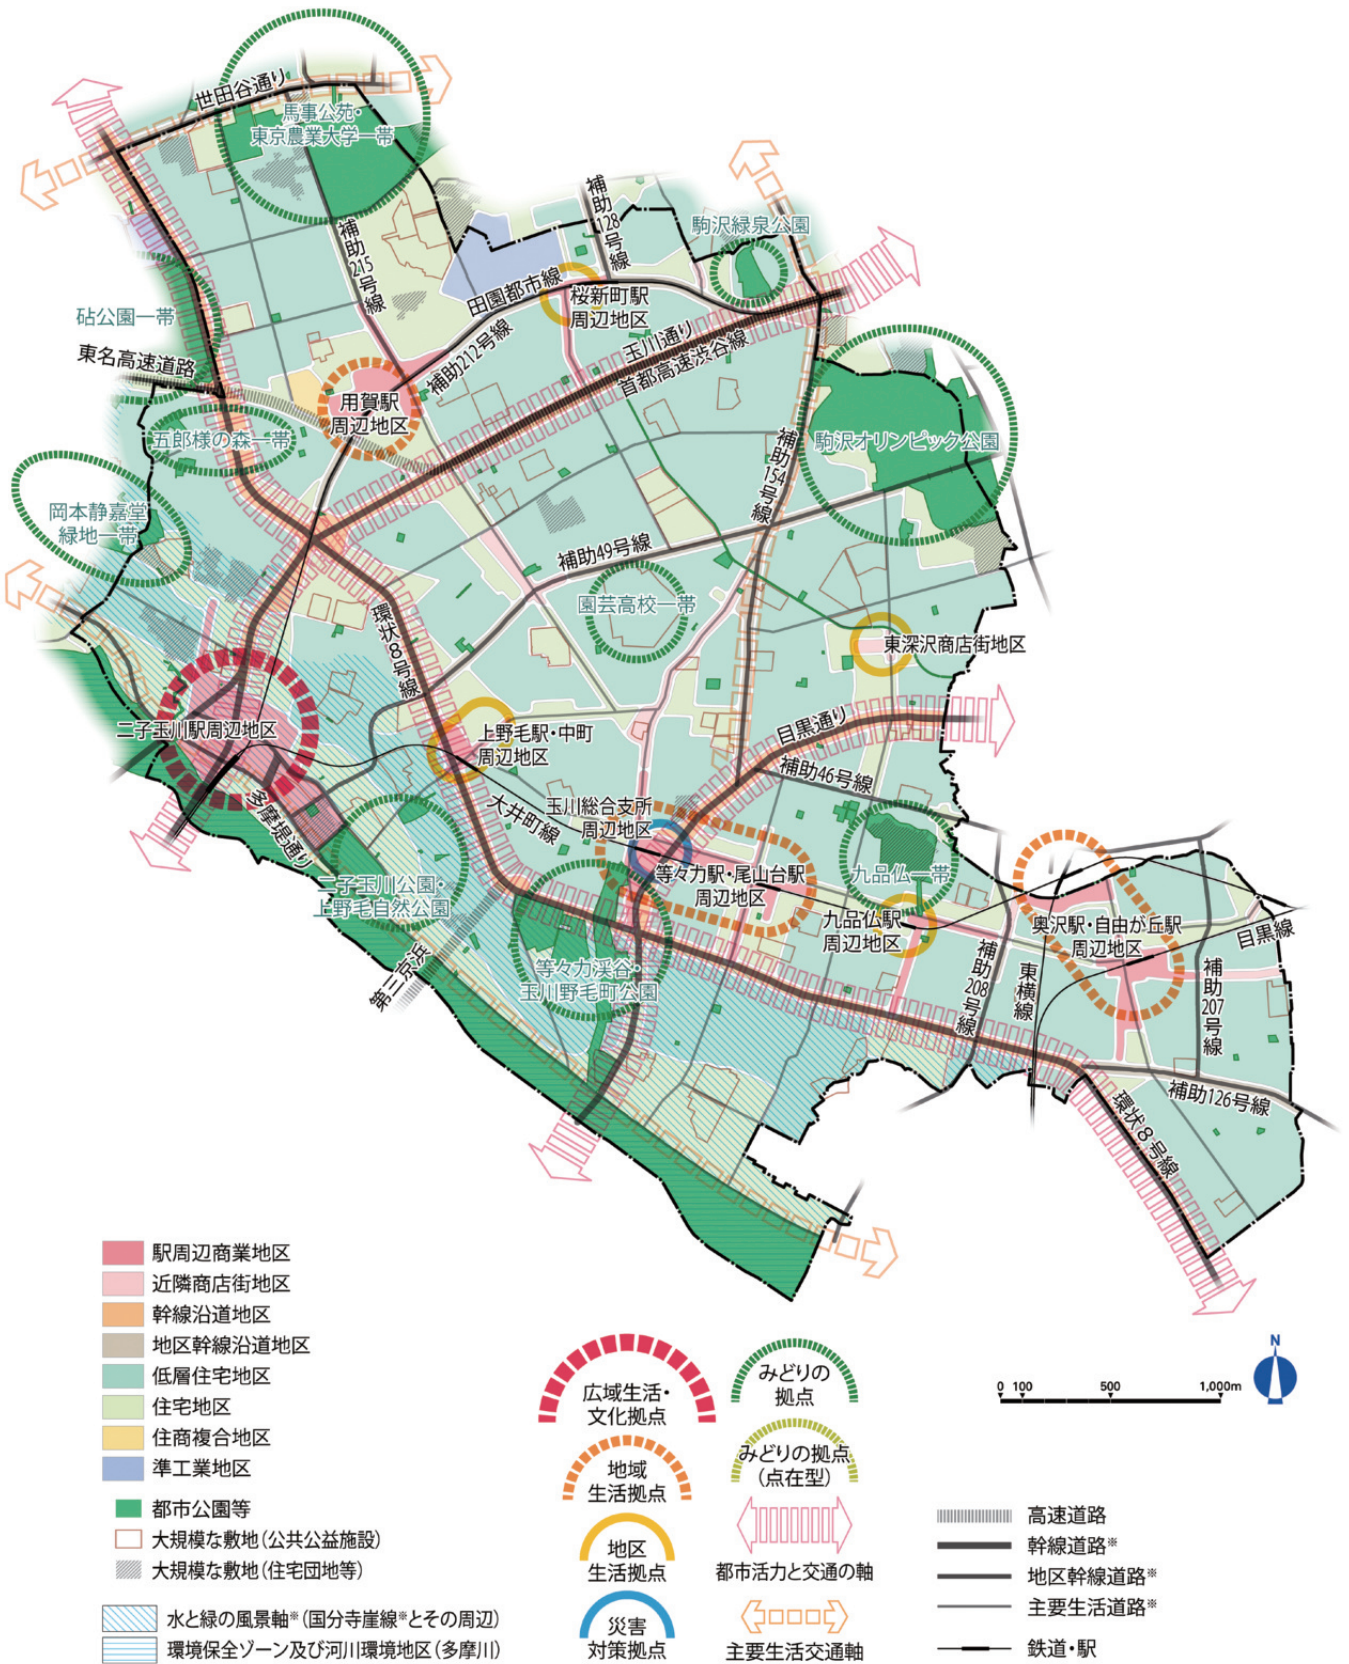 世田谷通り
馬事公苑・
東京農業大学一帯
補助215号線
補助128号線
駒沢緑泉公園
田園都市線
桜新町駅
周辺地区
砧公園一帯
東名高速道路
補助212号線
玉川通り
首都高速渋谷線
用賀駅
周辺地区
五郎様の森一帯
補助154号線
駒沢オリンピック公園
岡本静嘉堂
緑地一帯
補助49号線
園芸高校一帯
環状8号線
東深沢商店街地区
二子玉川駅周辺地区
上野毛駅・中町
周辺地区
目黒通り
補助46号線
多摩堤通り
大井町線
玉川総合支所
周辺地区
等々力駅・尾山台駅
周辺地区
九品仏一帯
二子玉川公園・
上野毛自然公園
九品仏駅
周辺地区
奥沢駅・自由が丘駅
周辺地区
目黒線
第三京浜
等々力渓谷・
玉川野毛町公園
補助208号線
東横線
補助207号線
補助126号線
環状8号線
駅周辺商業地区
近隣商店街地区
幹線沿道地区
地区幹線沿道地区
低層住宅地区
住宅地区
住商複合地区
準工業地区
都市公園等
大規模な敷地(公共公益施設)
大規模な敷地(住宅団地等)
水と緑の風景軸※(国分寺崖線※とその周辺)
環境保全ゾーン及び河川環境地区(多摩川)
広域生活・
文化拠点
地域
生活拠点
地区
生活拠点
災害
対策拠点
みどりの
拠点
みどりの拠点
(点在型)
都市活力と交通の軸
主要生活交通軸
N
0 100 500 1,000m
高速道路
幹線道路※
地区幹線道路※
主要生活道路※
鉄道・駅